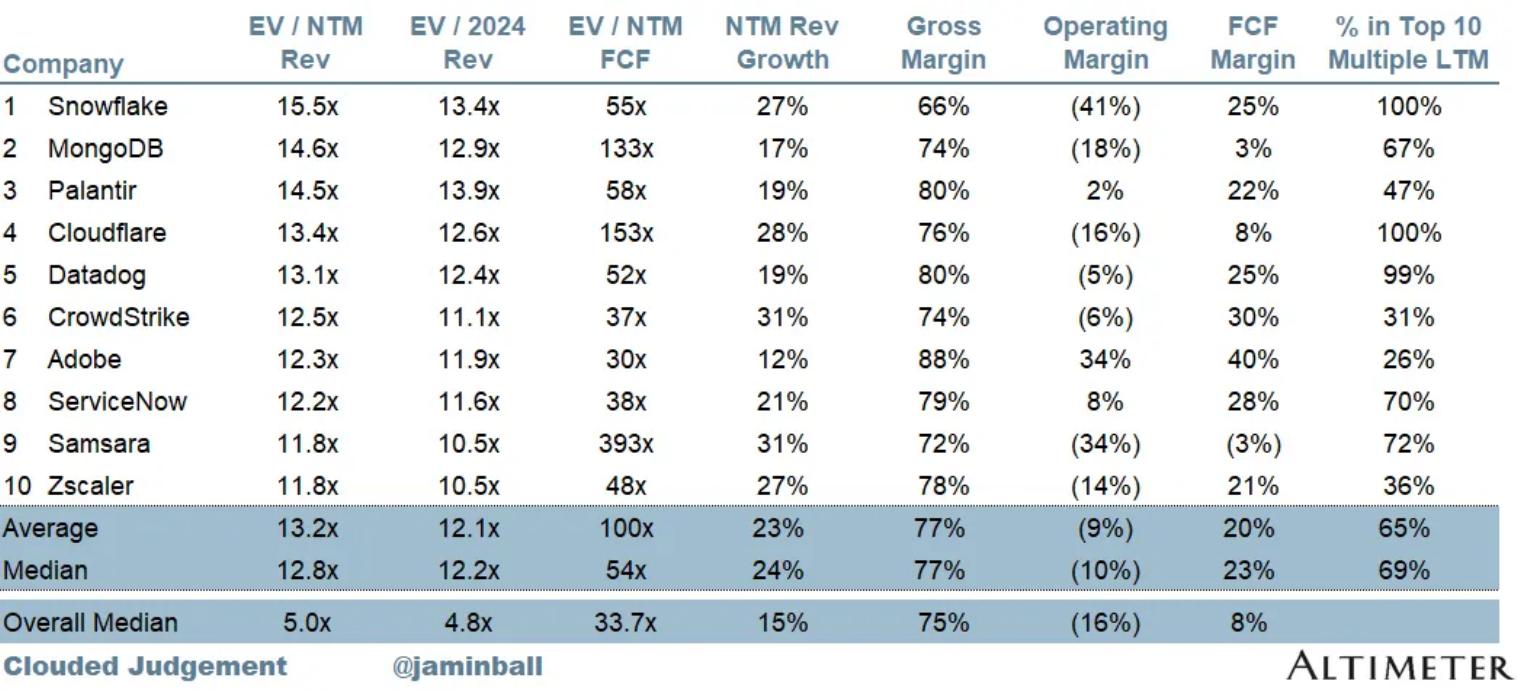 EV / NTM EV / 2024 EV / NTM NTM Rev Gross Operating FCF % in Top 10
Company Rev Rev FCF Growth Margin Margin Margin Multiple LTM
1 Snowflake 15.5x 13.4x 55x 27% 66% (41%) 25% 100%
2 MongoDB 14.6x 12.9x 133x 17% 74% (18%) 3% 67%
3 Palantir 14.5x 13.9x 58x 19% 80% 2% 22% 47%
4 Cloudflare 13.4x 12.6x 153x 28% 76% (16%) 8% 100%
5 Datadog 13.1x 12.4x 52x 19% 80% (5%) 25% 99%
6 CrowdStrike 12.5x 11.1x 37x 31% 74% (6%) 30% 31%
7 Adobe 12.3x 11.9x 30x 12% 88% 34% 40% 26%
8 ServiceNow 12.2x 11.6x 38x 21% 79% 8% 28% 70%
9 Samsara 11.8x 10.5x 393x 31% 72% (34%) (3%) 72%
10 Zscaler 11.8x 10.5x 48x 27% 78% (14%) 21% 36%
Average 13.2x 12.1x 100x 23% 77% (9%) 20% 65%
Median 12.8x 12.2x 54x 24% 77% (10%) 23% 69%
Overall Median 5.0x 4.8x 33.7x 15% 75% (16%) 8%
Clouded Judgement @jaminball ALTIMETER